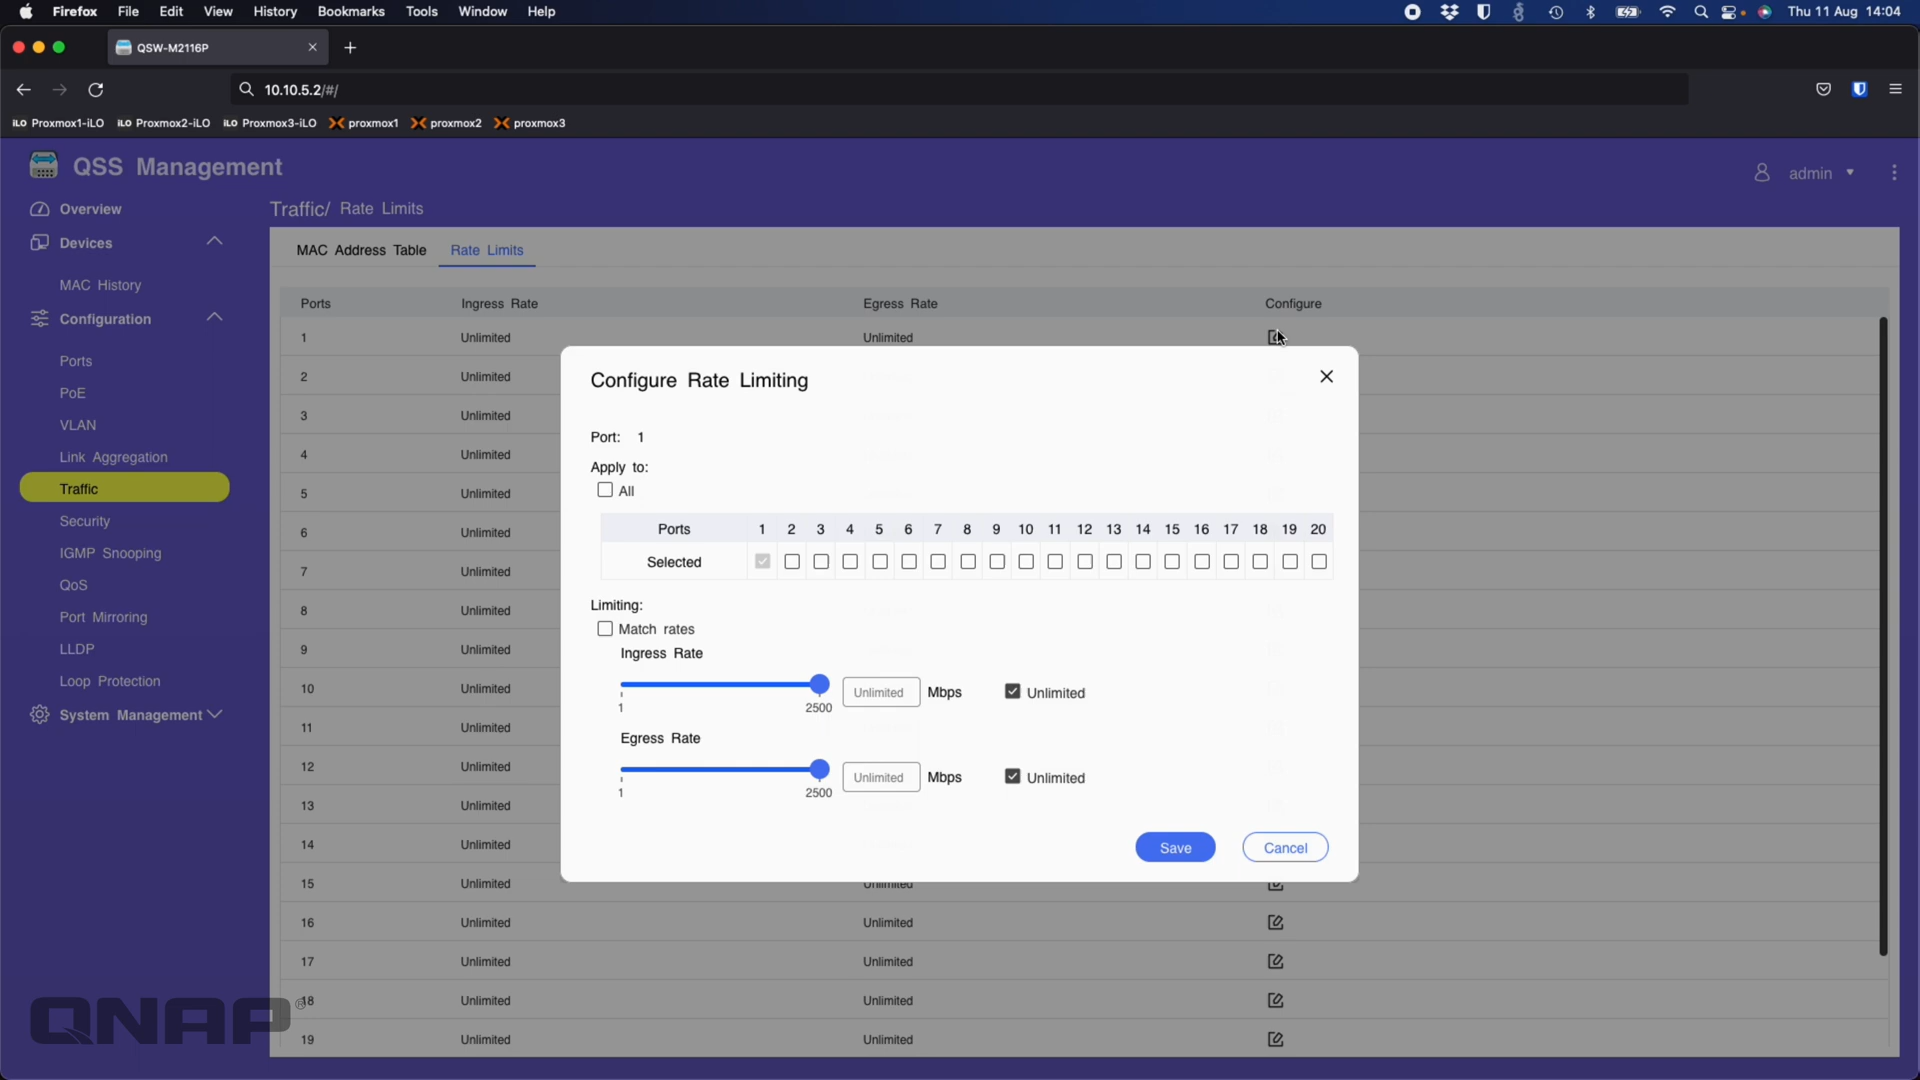 Firefox File Edit View History Bookmarks Tools Window Help Thu 11 Aug 14:04
QSW-M2116P
10.10.5.2/#/
iLO Proxmox1-iLO iLO Proxmox2-iLO iLO Proxmox3-iLO proxmox1 proxmox2 proxmox3
QSS Management
admin
Overview
Devices
MAC History
Configuration
Ports
PoE
VLAN
Link Aggregation
Traffic
Security
IGMP Snooping
QoS
Port Mirroring
LLDP
Loop Protection
System Management
Traffic/ Rate Limits
MAC Address Table Rate Limits
Ports Ingress Rate Egress Rate Configure
1 Unlimited Unlimited
2 Unlimited
3 Unlimited
4 Unlimited
5 Unlimited
6 Unlimited
7 Unlimited
8 Unlimited
9 Unlimited
10 Unlimited
11 Unlimited
12 Unlimited
13 Unlimited
14 Unlimited
15 Unlimited Unlimited
16 Unlimited Unlimited
17 Unlimited Unlimited
18 Unlimited Unlimited
19 Unlimited Unlimited
Configure Rate Limiting
Port: 1
Apply to:
All
Ports 1 2 3 4 5 6 7 8 9 10 11 12 13 14 15 16 17 18 19 20
Selected
Limiting:
Match rates
Ingress Rate
Unlimited Mbps Unlimited
1 2500
Egress Rate
Unlimited Mbps Unlimited
1 2500
Save Cancel
QNAP®